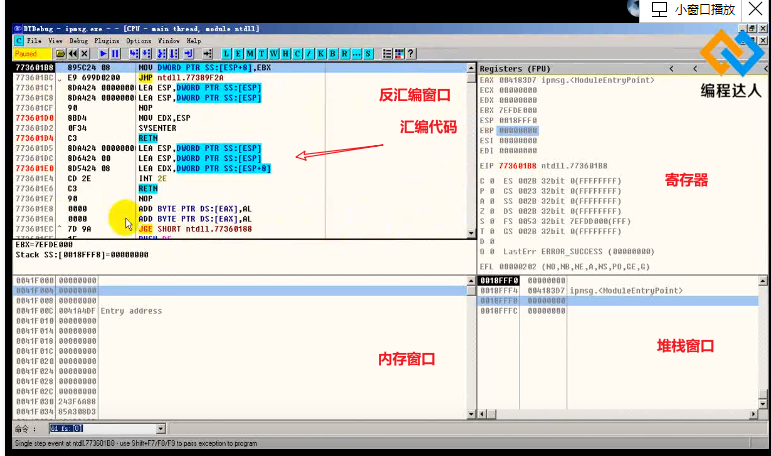 小窗口播放
DTDebug - ipmsg.exe - [CPU - main thread, module ntdll]
C File View Debug Plugins Options Window Help
Paused
L E M T W H C / K B R ... S
773601B8 895C24 08 MOV DWORD PTR SS:[ESP+8],EBX
773601BC E9 699D0200 JMP ntdll.77389F2A
773601C1 8DA424 0000000 LEA ESP,DWORD PTR SS:[ESP]
773601C8 8DA424 0000000 LEA ESP,DWORD PTR SS:[ESP]
773601CF 90 NOP
773601D0 8BD4 MOV EDX,ESP
773601D2 0F34 SYSENTER
773601D4 C3 RETN
773601D5 8DA424 0000000 LEA ESP,DWORD PTR SS:[ESP]
773601DC 8D6424 00 LEA ESP,DWORD PTR SS:[ESP]
773601E0 8D5424 08 LEA EDX,DWORD PTR SS:[ESP+8]
773601E4 CD 2E INT 2E
773601E6 C3 RETN
773601E7 90 NOP
773601E8 0000 ADD BYTE PTR DS:[EAX],AL
773601EA 0000 ADD BYTE PTR DS:[EAX],AL
773601EC 7D 9A JGE SHORT ntdll.77360188
反汇编窗口
汇编代码
EBX=7EFDE000
Stack SS:[0018FFF8]=00000000
Registers (FPU) < < <
EAX 004183D7 ipmsg.<ModuleEntryPoint>
ECX 00000000
EDX 00000000
EBX 7EFDE000
ESP 0018FFF0
EBP 00000000
ESI 00000000
EDI 00000000
EIP 773601B8 ntdll.773601B8
C 0 ES 002B 32bit 0(FFFFFFFF)
P 0 CS 0023 32bit 0(FFFFFFFF)
A 0 SS 002B 32bit 0(FFFFFFFF)
Z 0 DS 002B 32bit 0(FFFFFFFF)
S 0 FS 0053 32bit 7EFDD000(FFF)
T 0 GS 002B 32bit 0(FFFFFFFF)
D 0
O 0 LastErr ERROR_SUCCESS (00000000)
EFL 00000202 (NO,NB,NE,A,NS,PO,GE,G)
编程达人
寄存器
0041F000 00000000
0041F004 00000000
0041F008 00000000
0041F00C 0041A4DF Entry address
0041F010 00000000
0041F014 00000000
0041F018 00000000
0041F01C 00000000
0041F020 00000000
0041F024 00000000
0041F028 00000000
0041F02C 00000000
0041F030 243F6A88
0041F034 85A308D3
内存窗口
0018FFF0 00000000
0018FFF4 004183D7 ipmsg.<ModuleEntryPoint>
0018FFF8 00000000
0018FFFC 00000000
堆栈窗口
命令 :
Single step event at ntdll.773601B8 - use Shift+F7/F8/F9 to pass exception to program